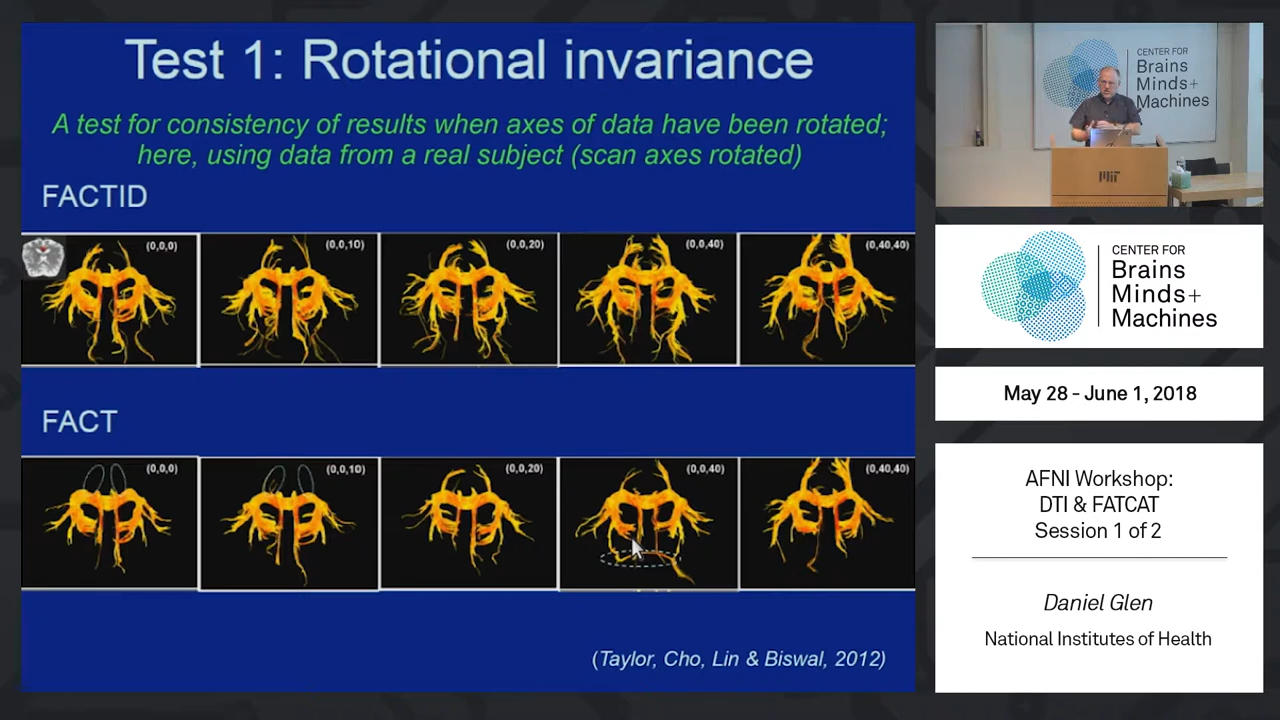 Test 1: Rotational invariance
A test for consistency of results when axes of data have been rotated;
here, using data from a real subject (scan axes rotated)
FACTID
(0,0,0)
(0,0,10)
(0,0,20)
(0,0,40)
(0,40,40)
FACT
(0,0,0)
(0,0,10)
(0,0,20)
(0,0,40)
(0,40,40)
(Taylor, Cho, Lin & Biswal, 2012)
CENTER FOR
Brains
Minds+
Machines
MIT
CENTER FOR
Brains
Minds+
Machines
May 28 - June 1, 2018
AFNI Workshop:
DTI & FATCAT
Session 1 of 2
Daniel Glen
National Institutes of Health